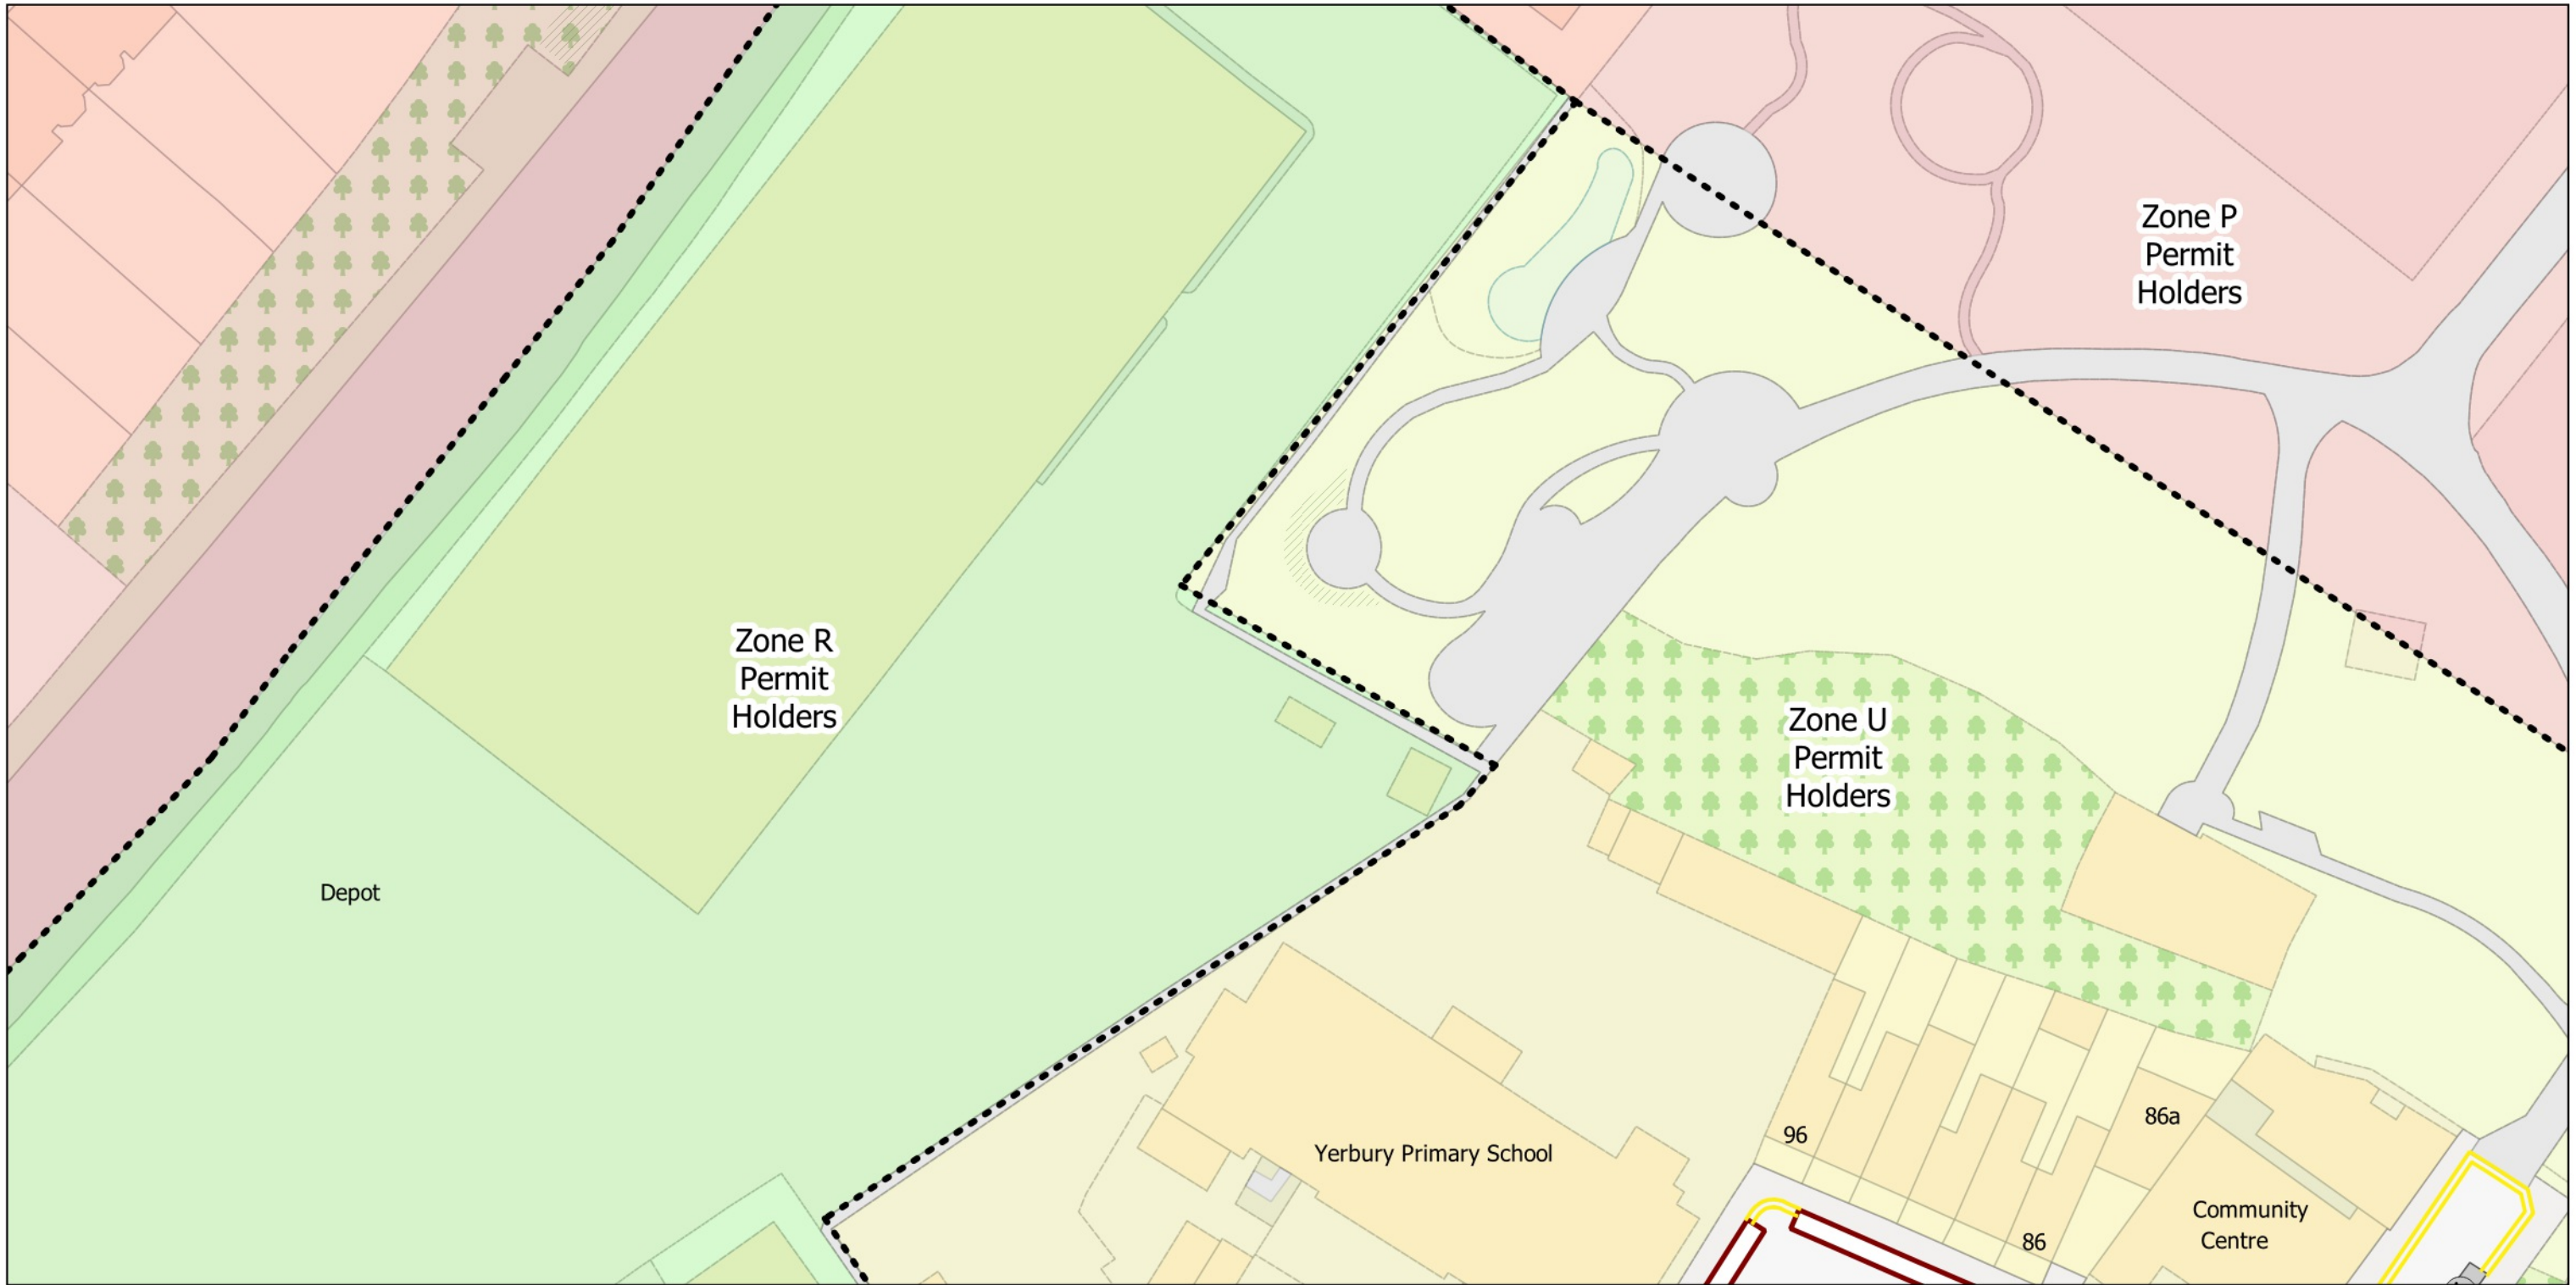 Zone P
Permit
Holders
Zone R
Permit
Holders
Zone U
Permit
Holders
Depot
Yerbury Primary School
96
86a
86
Community
Centre